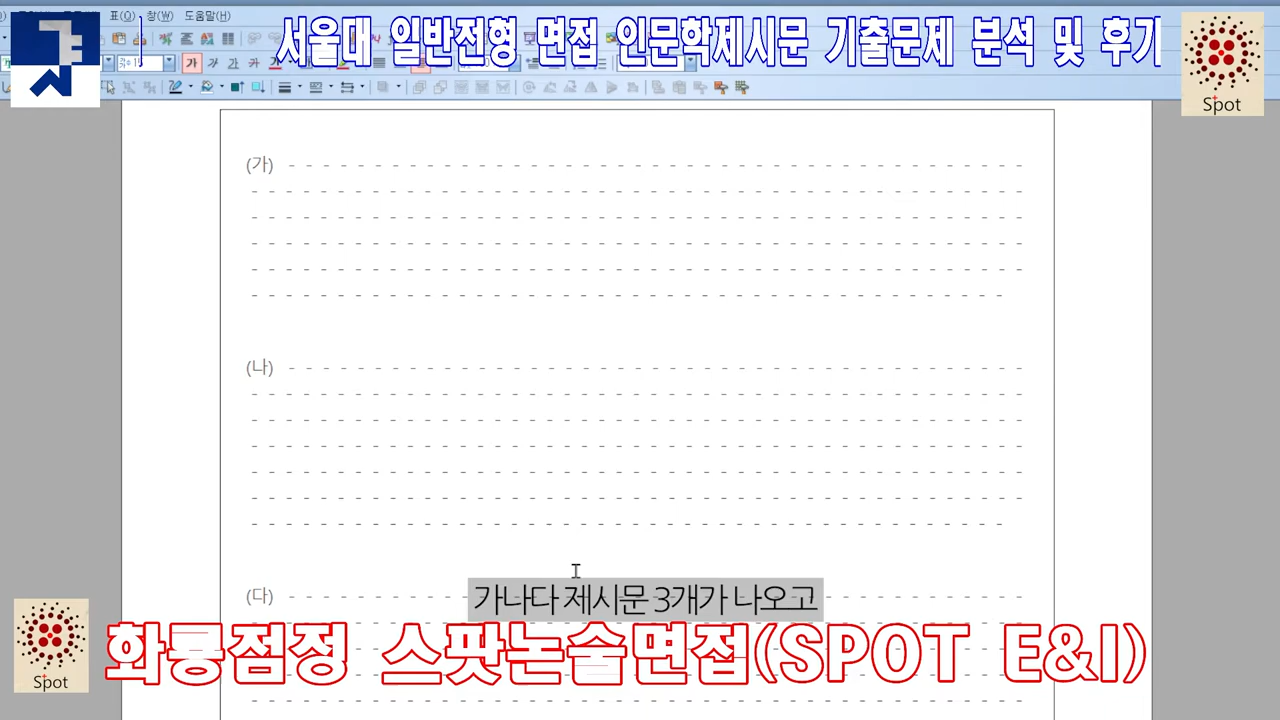 표(O) 창(W) 도움말(H)
서울대 일반전형 면접 인문학제시문 기출문제 분석 및 후기
Spot
(가)
(나)
(다)
가나다 제시문 3개가 나오고
화룡점정 스팟논술면접(SPOT E&I)
Spot